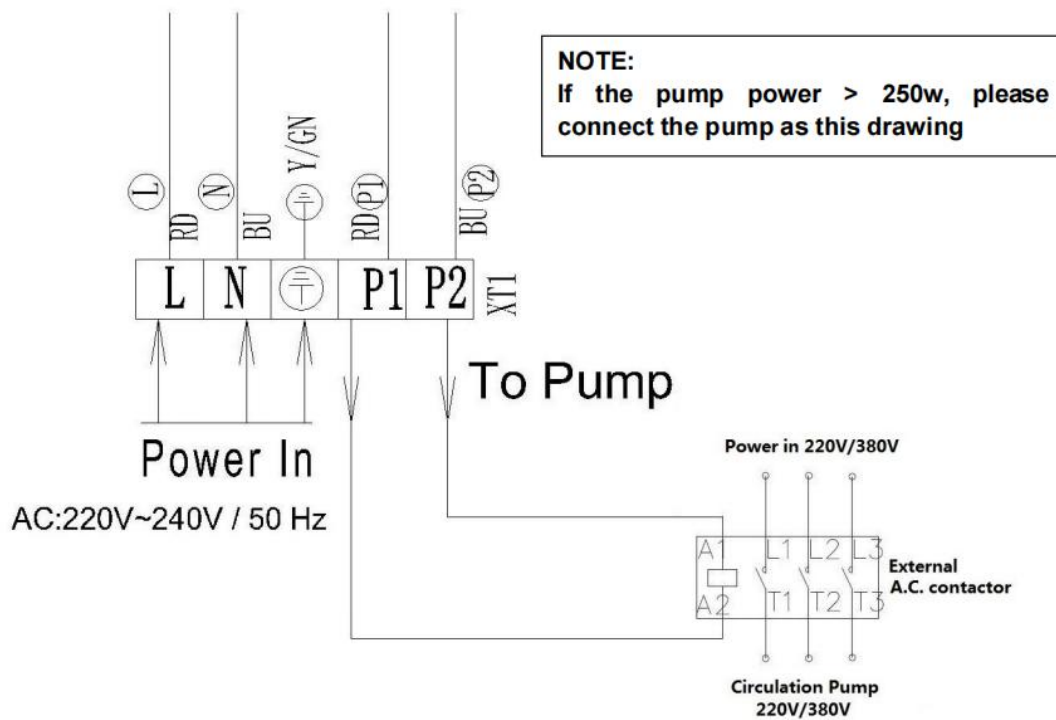 NOTE:
If the pump power > 250w, please
connect the pump as this drawing
L
RD
N
BU
Y/GN
RD
P1
BU
P2
L N P1 P2
XT1
To Pump
Power In
AC:220V~240V / 50 Hz
Power in 220V/380V
A1 L1 L2 L3
External
A.C. contactor
A2 T1 T2 T3
Circulation Pump
220V/380V